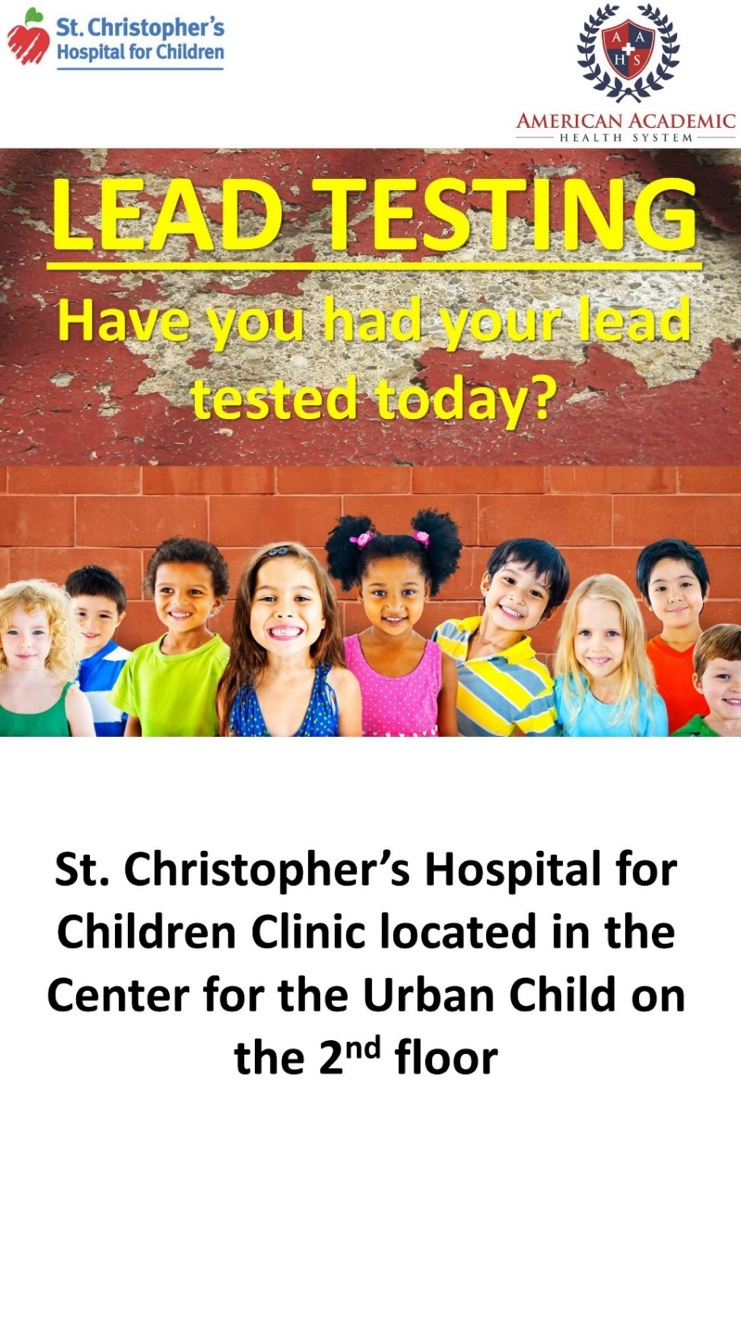 St. Christopher's
Hospital for Children
A A
H S
AMERICAN ACADEMIC
HEALTH SYSTEM
LEAD TESTING
Have you had your lead
tested today?
St. Christopher’s Hospital for
Children Clinic located in the
Center for the Urban Child on
the 2nd floor